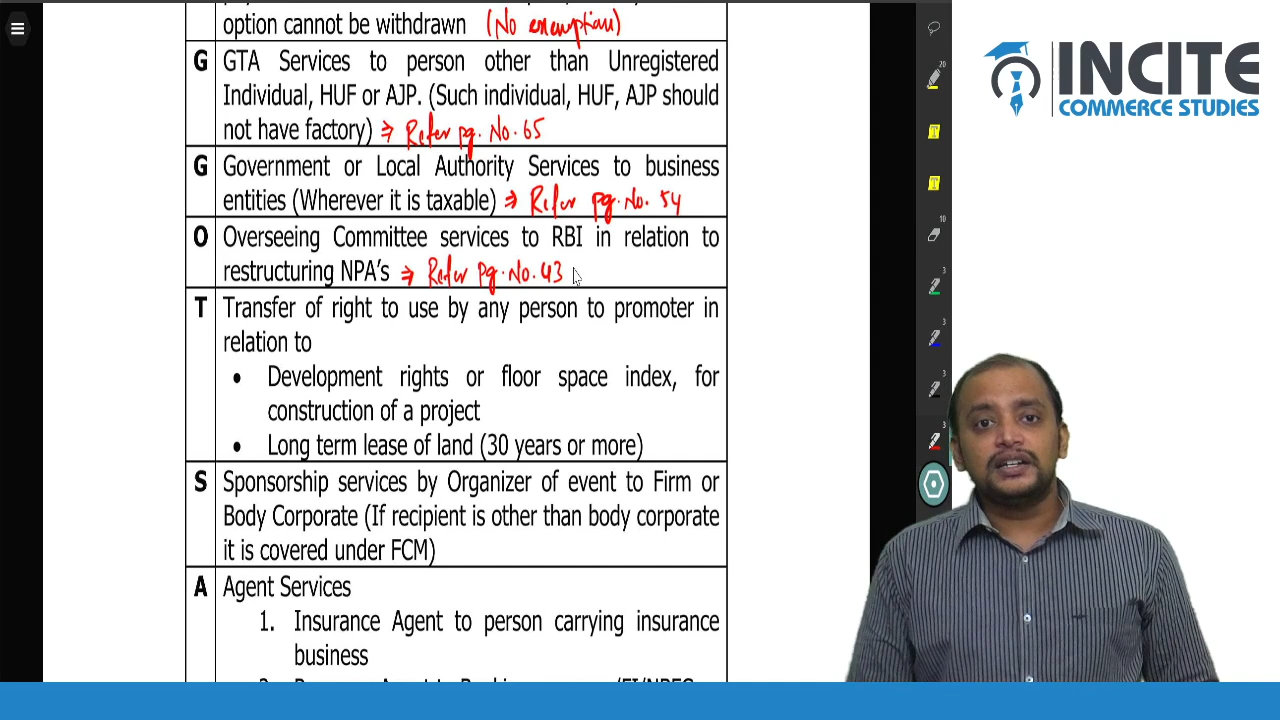 option cannot be withdrawn (No exemption)
G GTA Services to person other than Unregistered
Individual, HUF or AJP. (Such individual, HUF, AJP should
not have factory) ⇒ Refer pg. No. 65
G Government or Local Authority Services to business
entities (Wherever it is taxable) ⇒ Refer pg. No. 54
O Overseeing Committee services to RBI in relation to
restructuring NPA's ⇒ Refer Pg. No. 43
T Transfer of right to use by any person to promoter in
relation to
• Development rights or floor space index, for
construction of a project
• Long term lease of land (30 years or more)
S Sponsorship services by Organizer of event to Firm or
Body Corporate (If recipient is other than body corporate
it is covered under FCM)
A Agent Services
1. Insurance Agent to person carrying insurance
business
INCITE
COMMERCE STUDIES
20
T
T
10
3
3
3
3